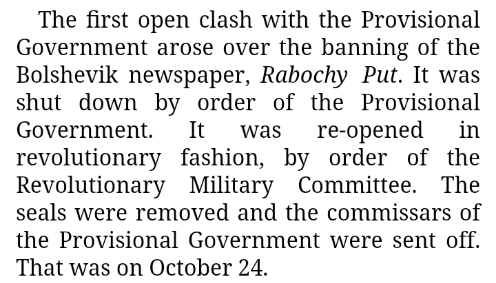 The first open clash with the Provisional
Government arose over the banning of the
Bolshevik newspaper, Rabochy Put. It was
shut down by order of the Provisional
Government. It was re-opened in
revolutionary fashion, by order of the
Revolutionary Military Committee. The
seals were removed and the commissars of
the Provisional Government were sent off.
That was on October 24.